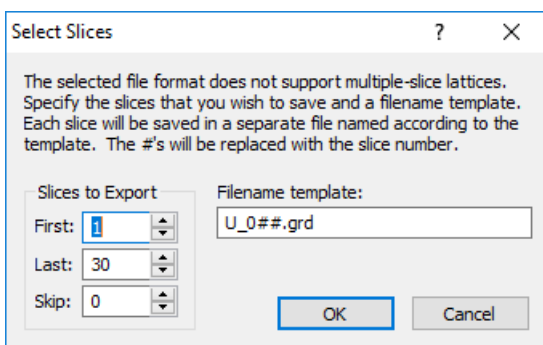 Select Slices
The selected file format does not support multiple-slice lattices.
Specify the slices that you wish to save and a filename template.
Each slice will be saved in a separate file named according to the
template. The #'s will be replaced with the slice number.
Slices to Export
Filename template:
First: 1
U_0##.grd
Last: 30
Skip: 0
OK
Cancel